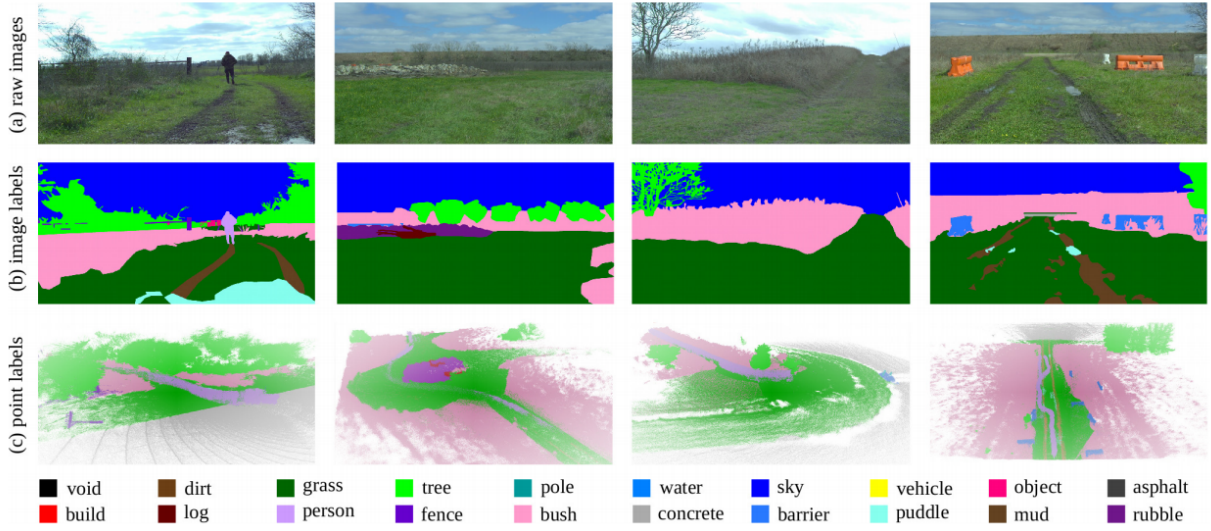 (a) raw images
(b) image labels
(c) point labels
void dirt grass tree pole water sky vehicle object asphalt
build log person fence bush concrete barrier puddle mud rubble